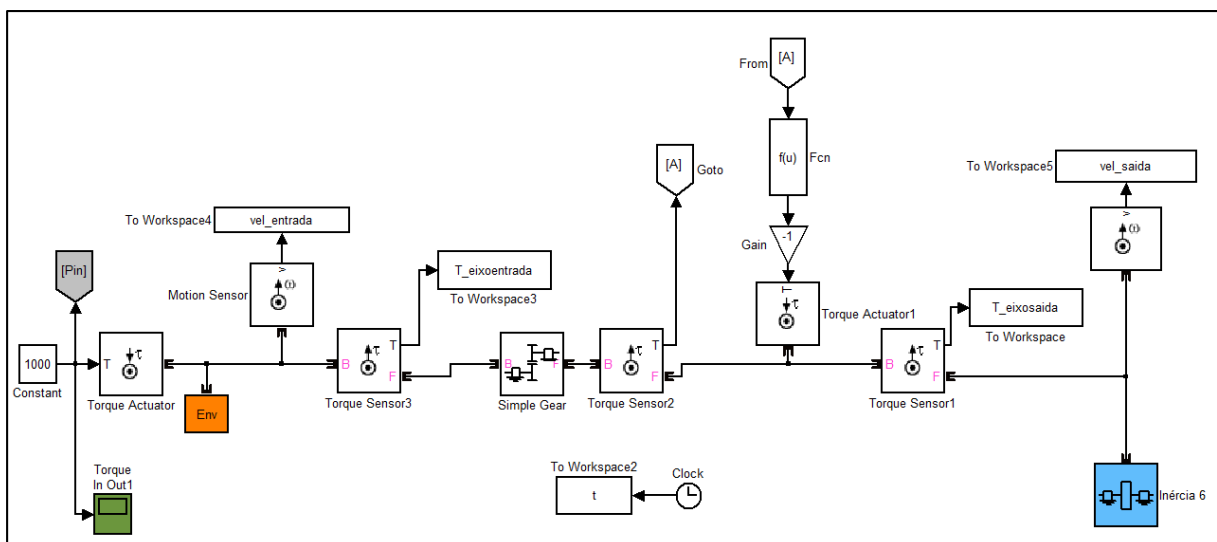 From
[A]
f(u)
Fcn
[A]
Goto
Gain
-1
To Workspace5
vel_saida
To Workspace4
vel_entrada
[Pin]
Motion Sensor
v
ω
T_eixoentrada
To Workspace3
T
τ
Torque Actuator1
v
ω
T_eixosaida
To Workspace
1000
Constant
T
τ
Torque Actuator
Env
B
τ
T
F
Torque Sensor3
B
F
Simple Gear
B
τ
T
F
Torque Sensor2
B
τ
T
F
Torque Sensor1
Torque
In Out1
To Workspace2
t
Clock
Inércia 6